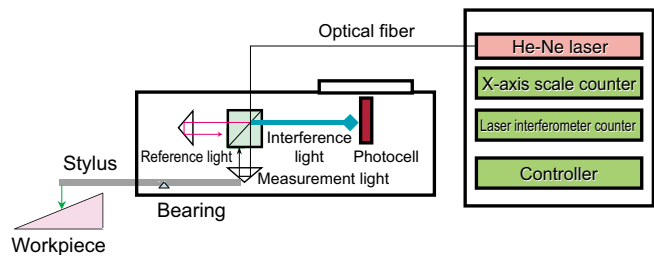 Optical fiber
He-Ne laser
X-axis scale counter
Laser interferometer counter
Controller
Reference light
Interference
light
Photocell
Measurement light
Stylus
Bearing
Workpiece